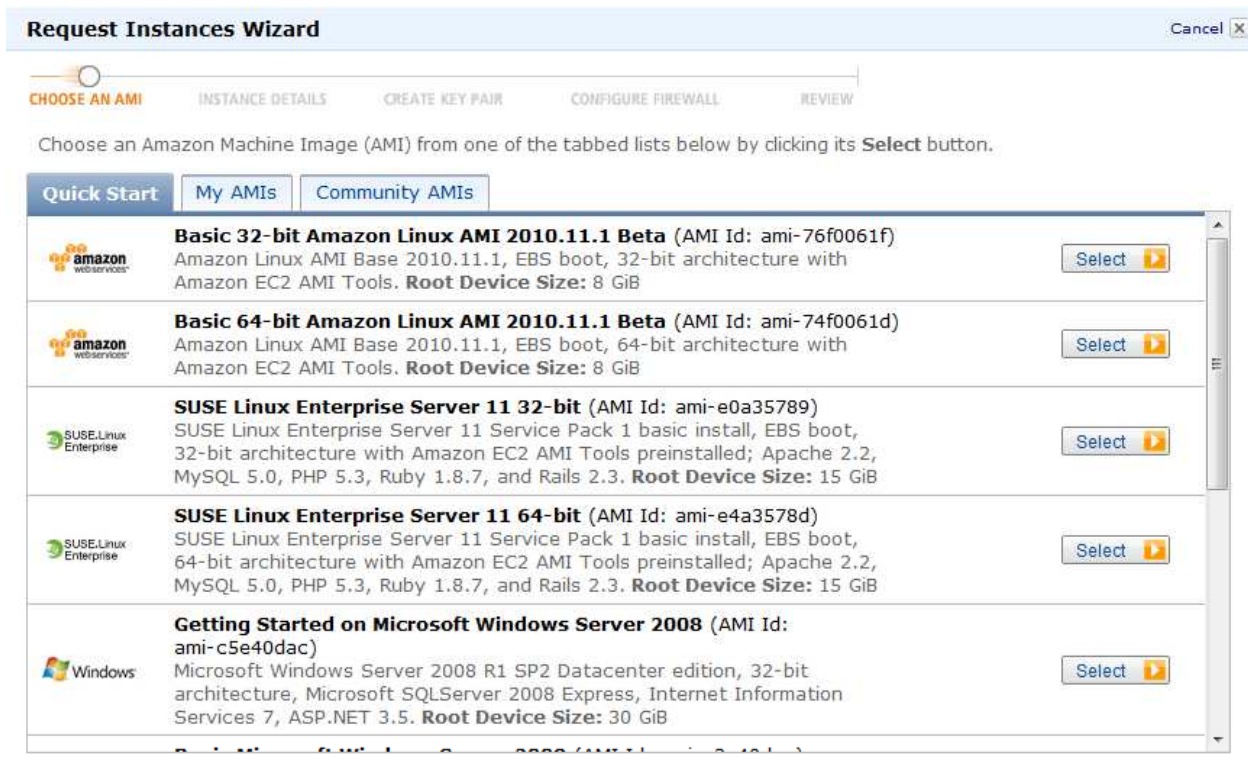 Request Instances Wizard
Cancel
CHOOSE AN AMI INSTANCE DETAILS CREATE KEY PAIR CONFIGURE FIREWALL REVIEW
Choose an Amazon Machine Image (AMI) from one of the tabbed lists below by clicking its Select button.
Quick Start My AMIs Community AMIs
Basic 32-bit Amazon Linux AMI 2010.11.1 Beta (AMI Id: ami-76f0061f)
amazon webservices
Amazon Linux AMI Base 2010.11.1, EBS boot, 32-bit architecture with
Amazon EC2 AMI Tools. Root Device Size: 8 GiB
Select
Basic 64-bit Amazon Linux AMI 2010.11.1 Beta (AMI Id: ami-74f0061d)
amazon webservices
Amazon Linux AMI Base 2010.11.1, EBS boot, 64-bit architecture with
Amazon EC2 AMI Tools. Root Device Size: 8 GiB
Select
SUSE Linux Enterprise Server 11 32-bit (AMI Id: ami-e0a35789)
SUSE.Linux Enterprise
SUSE Linux Enterprise Server 11 Service Pack 1 basic install, EBS boot,
32-bit architecture with Amazon EC2 AMI Tools preinstalled; Apache 2.2,
MySQL 5.0, PHP 5.3, Ruby 1.8.7, and Rails 2.3. Root Device Size: 15 GiB
Select
SUSE Linux Enterprise Server 11 64-bit (AMI Id: ami-e4a3578d)
SUSE.Linux Enterprise
SUSE Linux Enterprise Server 11 Service Pack 1 basic install, EBS boot,
64-bit architecture with Amazon EC2 AMI Tools preinstalled; Apache 2.2,
MySQL 5.0, PHP 5.3, Ruby 1.8.7, and Rails 2.3. Root Device Size: 15 GiB
Select
Getting Started on Microsoft Windows Server 2008 (AMI Id:
ami-c5e40dac)
Windows
Microsoft Windows Server 2008 R1 SP2 Datacenter edition, 32-bit
architecture, Microsoft SQLServer 2008 Express, Internet Information
Services 7, ASP.NET 3.5. Root Device Size: 30 GiB
Select